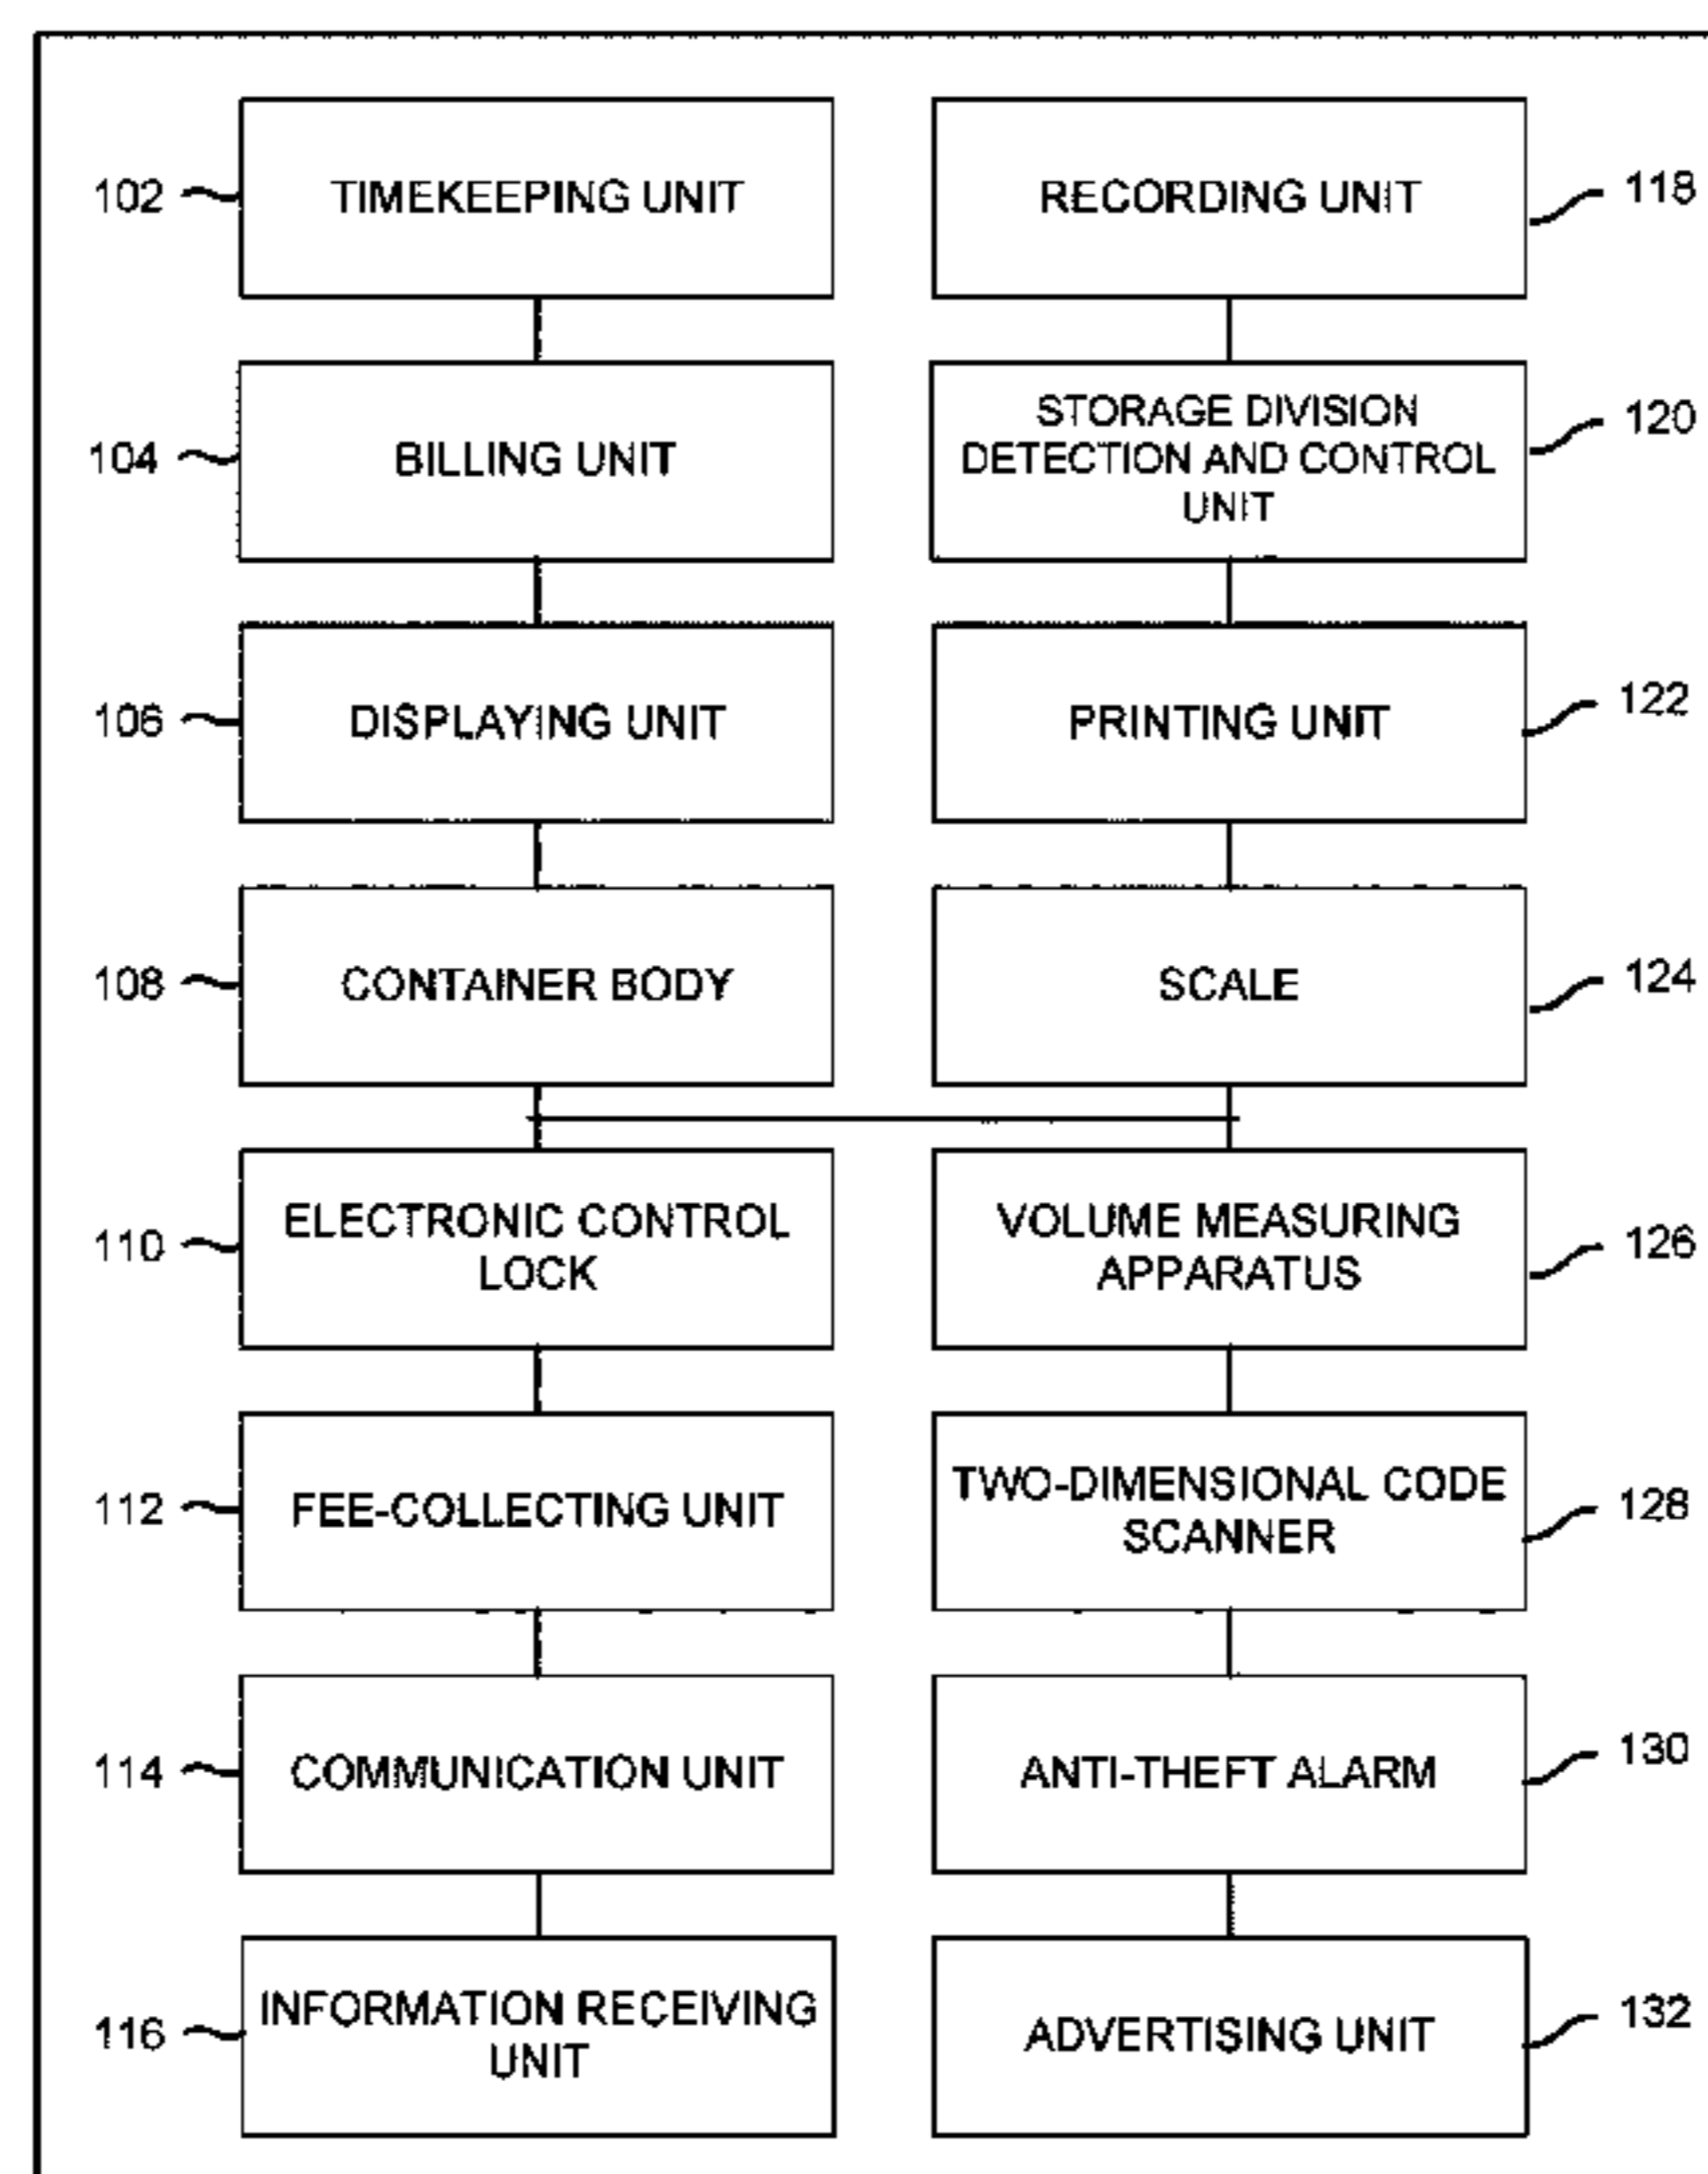 102
TIMEKEEPING UNIT
RECORDING UNIT
118
104
BILLING UNIT
STORAGE DIVISION
DETECTION AND CONTROL
UNIT
120
106
DISPLAYING UNIT
PRINTING UNIT
122
108
CONTAINER BODY
SCALE
124
110
ELECTRONIC CONTROL
LOCK
VOLUME MEASURING
APPARATUS
126
112
FEE-COLLECTING UNIT
TWO-DIMENSIONAL CODE
SCANNER
128
114
COMMUNICATION UNIT
ANTI-THEFT ALARM
130
116
INFORMATION RECEIVING
UNIT
ADVERTISING UNIT
132